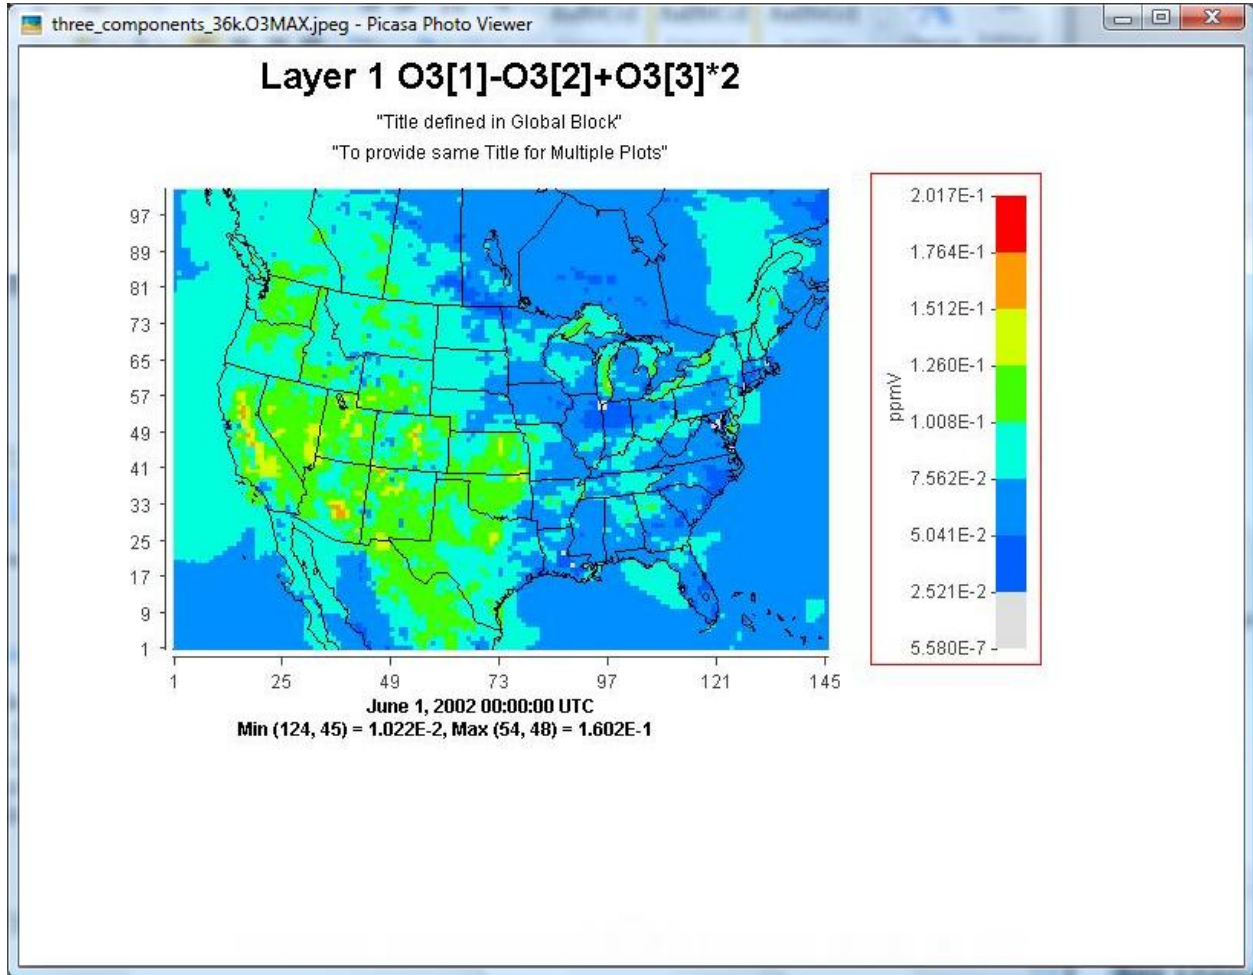 three_components_36k.O3MAX.jpeg - Picasa Photo Viewer
Layer 1 O3[1]-O3[2]+O3[3]*2
"Title defined in Global Block"
"To provide same Title for Multiple Plots"
97
89
81
73
65
57
49
41
33
25
17
9
1
1 25 49 73 97 121 145
June 1, 2002 00:00:00 UTC
Min (124, 45) = 1.022E-2, Max (54, 48) = 1.602E-1
ppmV
2.017E-1
1.764E-1
1.512E-1
1.260E-1
1.008E-1
7.562E-2
5.041E-2
2.521E-2
5.580E-7